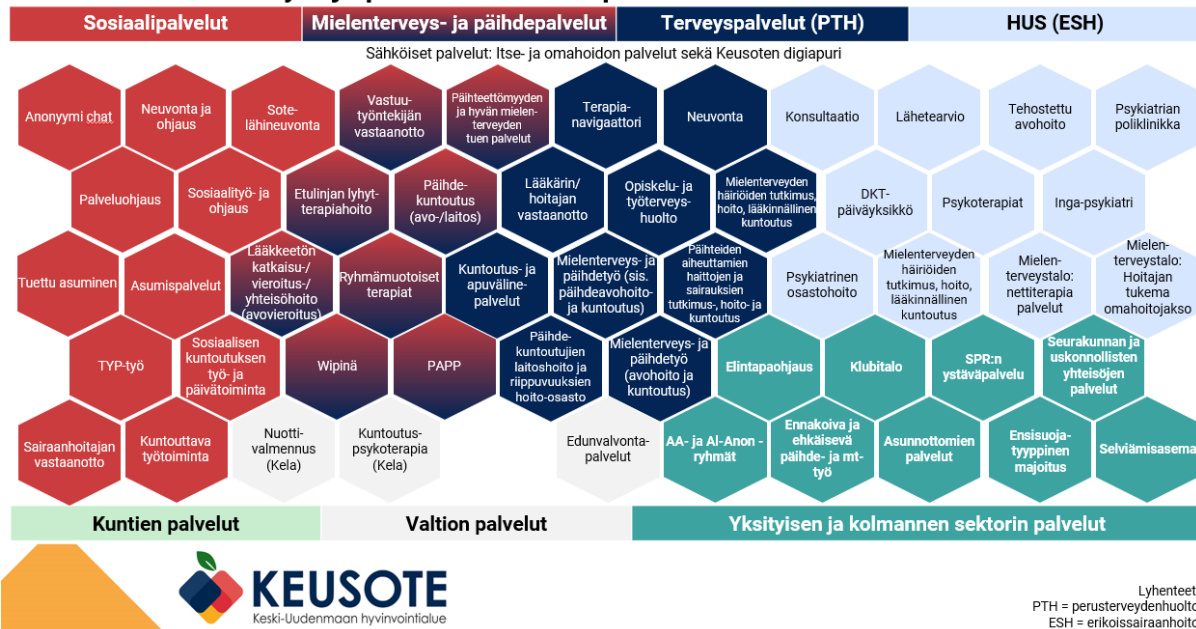 Sosiaalipalvelut
Mielenterveys- ja päihdepalvelut
Terveyspalvelut (PTH)
HUS (ESH)
Sähköiset palvelut: Itse- ja omahoidon palvelut sekä Keusoten digiapuri
Anonyymi chat
Neuvonta ja
ohjaus
Sote-
lähineuvonta
Vastuu-
työntekijän
vastaanotto
Päihteettömyyden
ja hyvän mielen-
terveyden
tuen palvelut
Terapia-
navigaattori
Neuvonta
Konsultaatio
Lähetearvio
Tehostettu
avohoito
Psykiatrian
poliklinikka
Palveluohjaus
Sosiaalityö- ja
ohjaus
Etulinjan lyhyt-
terapiahoito
Päihde-
kuntoutus
(avo-/laitos)
Lääkärin/
hoitajan
vastaanotto
Opiskelu- ja
työterveys-
huolto
Mielenterveyden
häiriöiden tutkimus,
hoito, lääkinnällinen
kuntoutus
DKT-
päiväyksikkö
Psykoterapiat
Inga-psykiatri
Tuettu asuminen
Asumispalvelut
Lääkkeetön
katkaisu-/
vieroitus-/
yhteisöhoito
(avovieroitus)
Ryhmämuotoiset
terapiat
Kuntoutus- ja
apuväline-
palvelut
Mielenterveys- ja
päihdetyö (sis.
päihdeavohoito-
ja kuntoutus)
Päihteiden
aiheuttamien
haittojen ja
sairauksien
tutkimus-, hoito- ja
kuntoutus
Psykiatrinen
osastohoito
Mielenterveyden
häiriöiden
tutkimus, hoito,
lääkinnällinen
kuntoutus
Mielen-
terveystalo:
nettiterapia
palvelut
Mielen-
terveystalo:
Hoitajan
tukema
omahoitojakso
TYP-työ
Sosiaalisen
kuntoutuksen
työ- ja
päivätoiminta
Wipinä
PAPP
Päihde-
kuntoutujien
laitoshoito ja
riippuvuuksien
hoito-osasto
Mielenterveys- ja
päihdetyö
(avohoito ja
kuntoutus)
Elintapaohjaus
Klubitalo
SPR:n
ystäväpalvelu
Seurakunnan ja
uskonnollisten
yhteisöjen
palvelut
Sairaanhoitajan
vastaanotto
Kuntouttava
työtoiminta
Nuotti-
valmennus
(Kela)
Kuntoutus-
psykoterapia
(Kela)
Edunvalvonta-
palvelut
AA- ja Al-Anon -
ryhmät
Ennakoiva ja
ehkäisevä
päihde- ja mt-
työ
Asunnottomien
palvelut
Ensisuoja-
tyyppinen
majoitus
Selviämisasema
Kuntien palvelut
Valtion palvelut
Yksityisen ja kolmannen sektorin palvelut
KEUSOTE
Keski-Uudenmaan hyvinvointialue
Lyhenteet
PTH = perusterveydenhuolto
ESH = erikoissairaanhoito